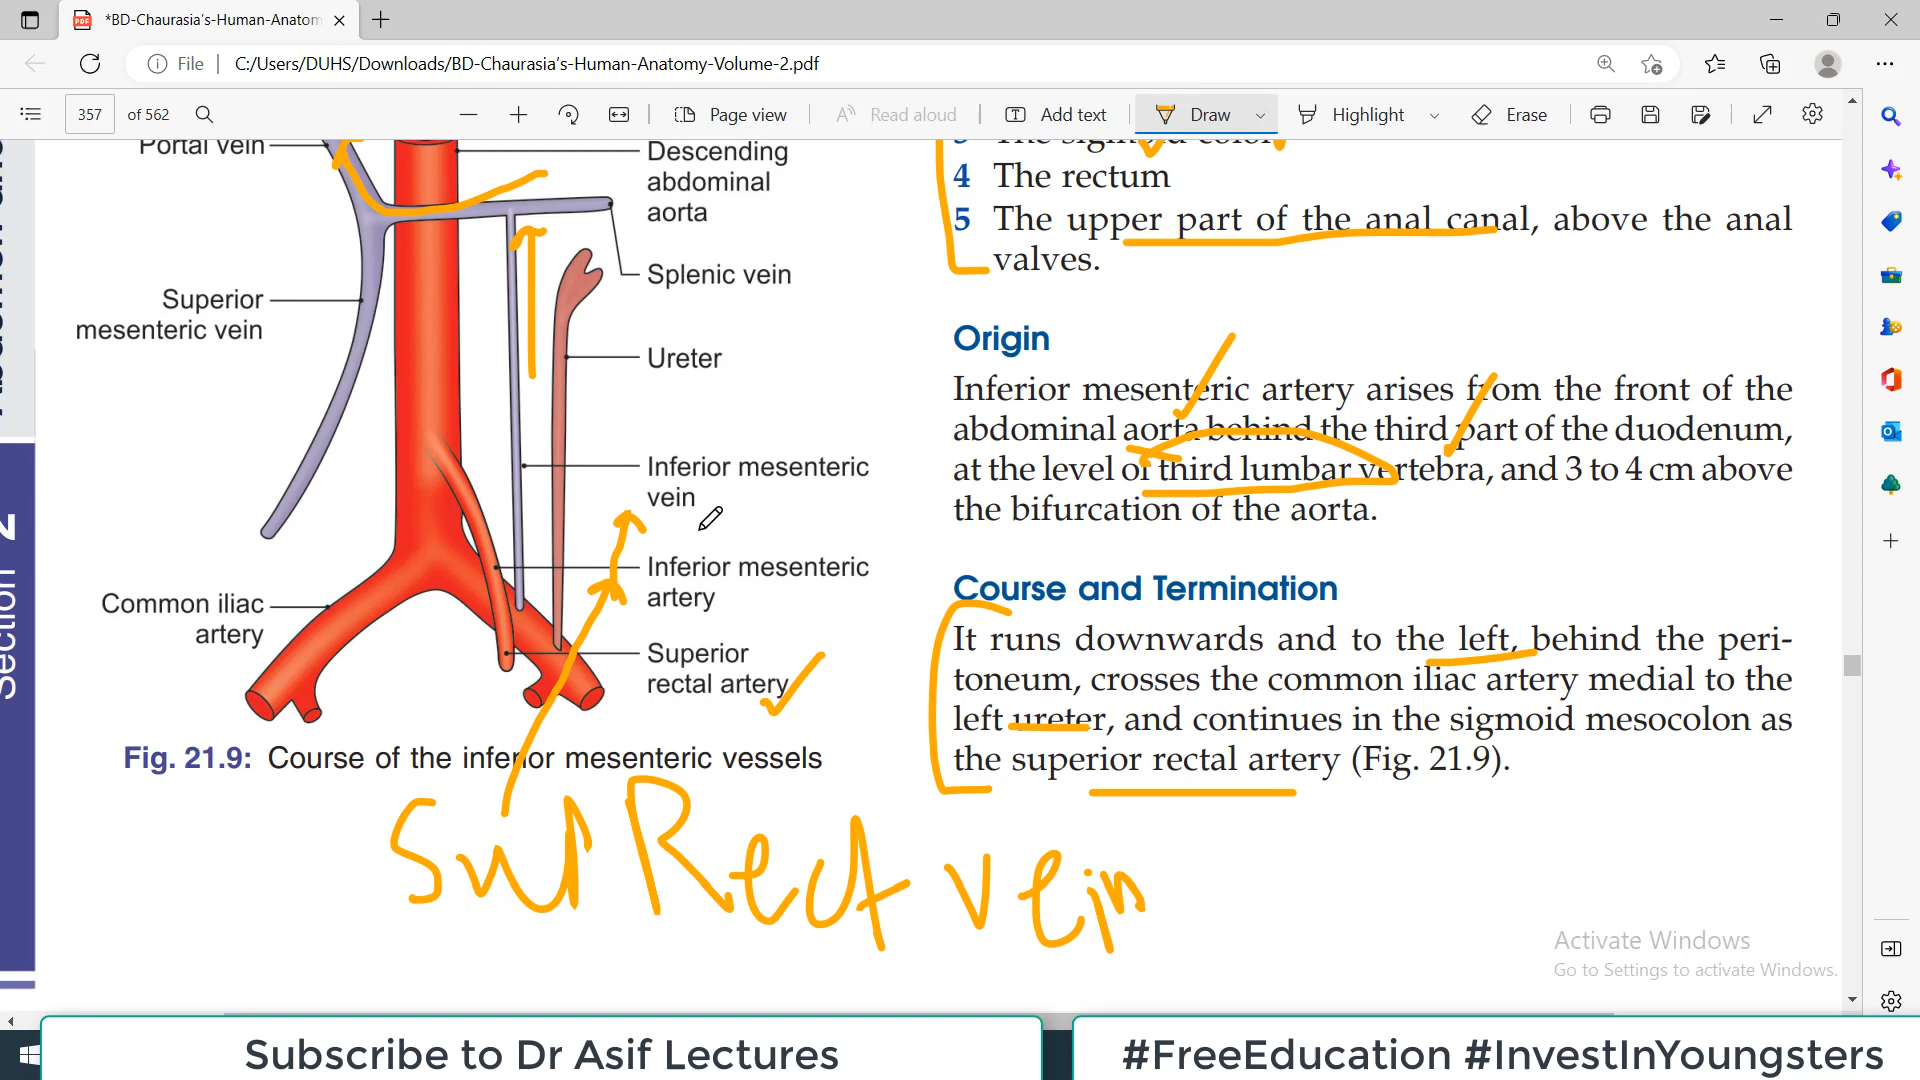 *BD-Chaurasia's-Human-Anatom
File
C:/Users/DUHS/Downloads/BD-Chaurasia's-Human-Anatomy-Volume-2.pdf
357 of 562
Page view
Read aloud
Add text
Draw
Highlight
Erase
Portal vein
Descending
abdominal
aorta
Splenic vein
Superior
mesenteric vein
Ureter
Inferior mesenteric
vein
Inferior mesenteric
artery
Common iliac
artery
Superior
rectal artery
Fig. 21.9: Course of the inferior mesenteric vessels
Section 2
3 The sigmoid colon
4 The rectum
5 The upper part of the anal canal, above the anal
valves.
Origin
Inferior mesenteric artery arises from the front of the
abdominal aorta behind the third part of the duodenum,
at the level of third lumbar vertebra, and 3 to 4 cm above
the bifurcation of the aorta.
Course and Termination
It runs downwards and to the left, behind the peri-
toneum, crosses the common iliac artery medial to the
left ureter, and continues in the sigmoid mesocolon as
the superior rectal artery (Fig. 21.9).
Rect vein
Activate Windows
Go to Settings to activate Windows.
Subscribe to Dr Asif Lectures
#FreeEducation #InvestInYoungsters